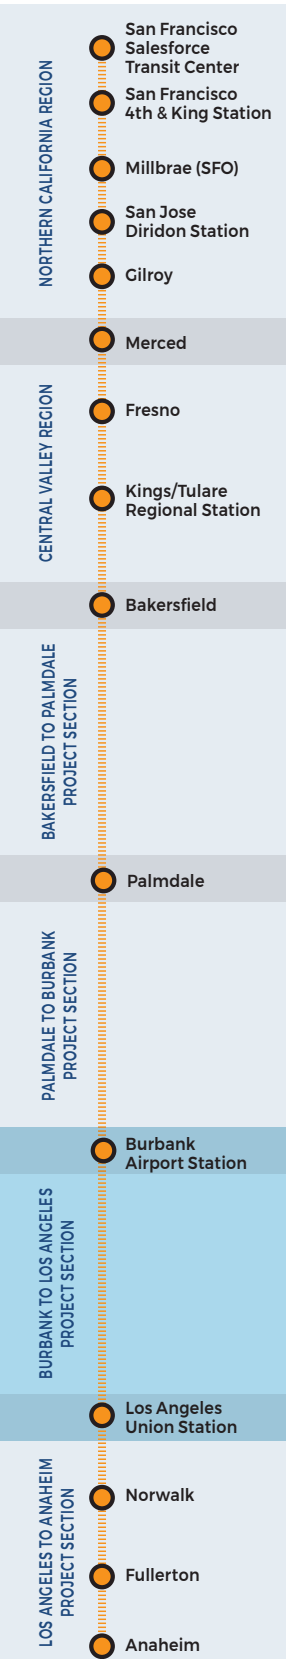 San Francisco
Salesforce
Transit Center
San Francisco
4th & King Station
Millbrae (SFO)
San Jose
Diridon Station
Gilroy
NORTHERN CALIFORNIA REGION
Merced
Fresno
Kings/Tulare
Regional Station
CENTRAL VALLEY REGION
Bakersfield
BAKERSFIELD TO PALMDALE
PROJECT SECTION
Palmdale
PALMDALE TO BURBANK
PROJECT SECTION
Burbank
Airport Station
BURBANK TO LOS ANGELES
PROJECT SECTION
Los Angeles
Union Station
Norwalk
Fullerton
Anaheim
LOS ANGELES TO ANAHEIM
PROJECT SECTION